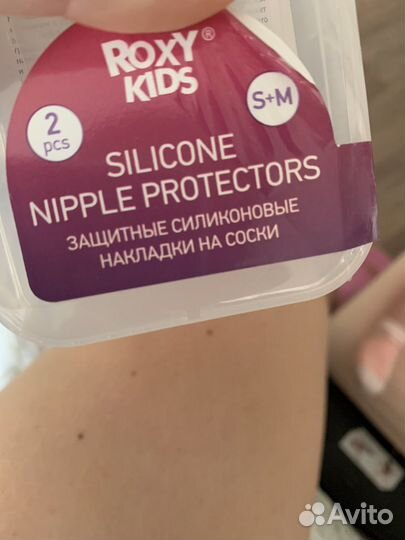 ROXY®
KIDS
2
pcs
S+M
SILICONE
NIPPLE PROTECTORS
ЗАЩИТНЫЕ СИЛИКОНОВЫЕ
НАКЛАДКИ НА СОСКИ
Avito